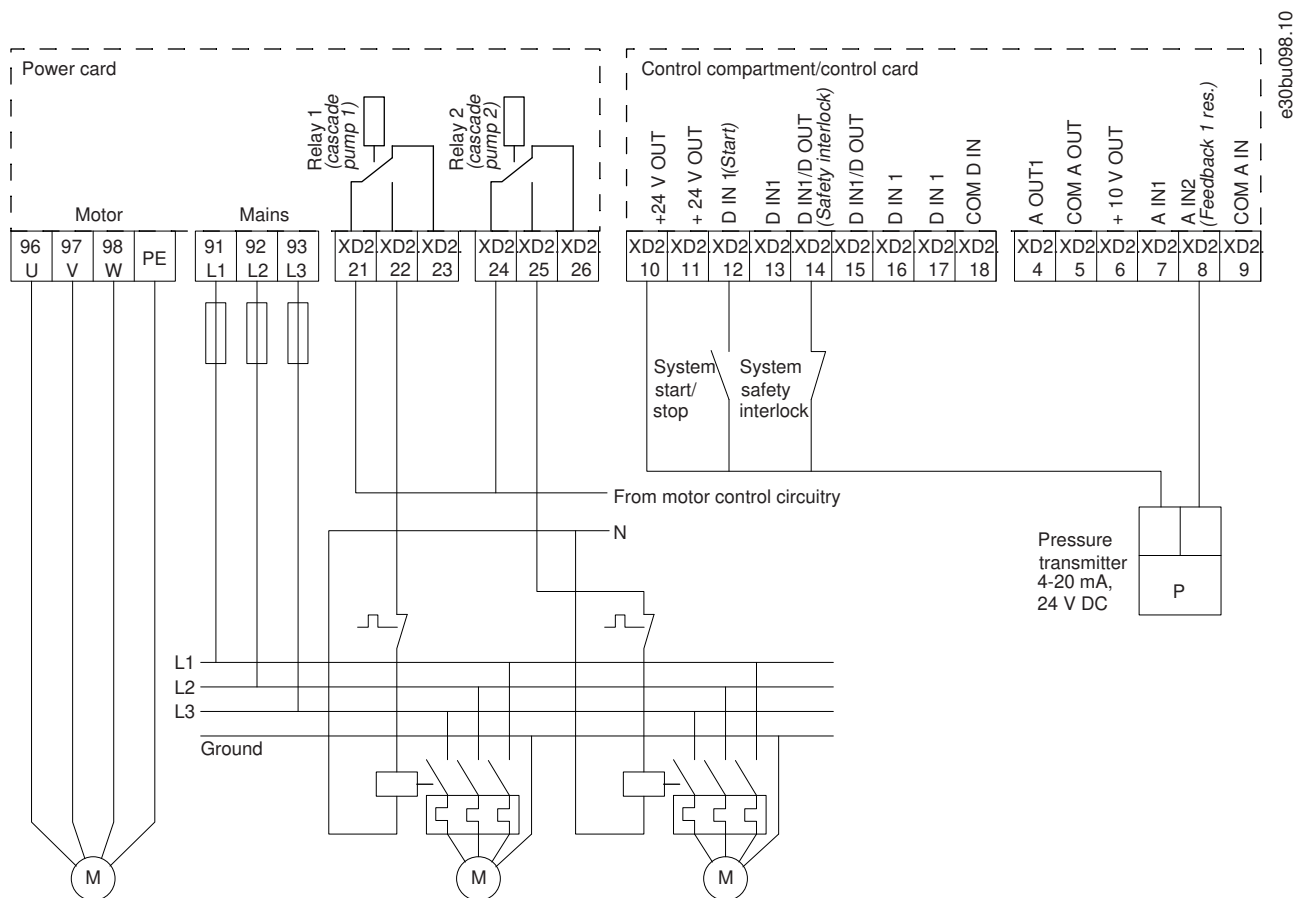 e30bu098.10
Power card
Control compartment/control card
Relay 1
(cascade
pump 1)
Relay 2
(cascade
pump 2)
+24 V OUT
+ 24 V OUT
D IN 1(Start)
D IN1
D IN1/D OUT
(Safety interlock)
D IN1/D OUT
D IN 1
D IN 1
COM D IN
A OUT1
COM A OUT
+ 10 V OUT
A IN1
A IN2
(Feedback 1 res.)
COM A IN
Motor
Mains
96 97 98 PE
U V W
91 92 93
L1 L2 L3
XD2. XD2. XD2.
21 22 23
XD2. XD2. XD2.
24 25 26
XD2. XD2. XD2. XD2. XD2. XD2. XD2. XD2. XD2.
10 11 12 13 14 15 16 17 18
XD2. XD2. XD2. XD2. XD2. XD2.
4 5 6 7 8 9
System
start/
stop
System
safety
interlock
From motor control circuitry
N
Pressure
transmitter
4-20 mA,
24 V DC
P
L1
L2
L3
Ground
M
M
M